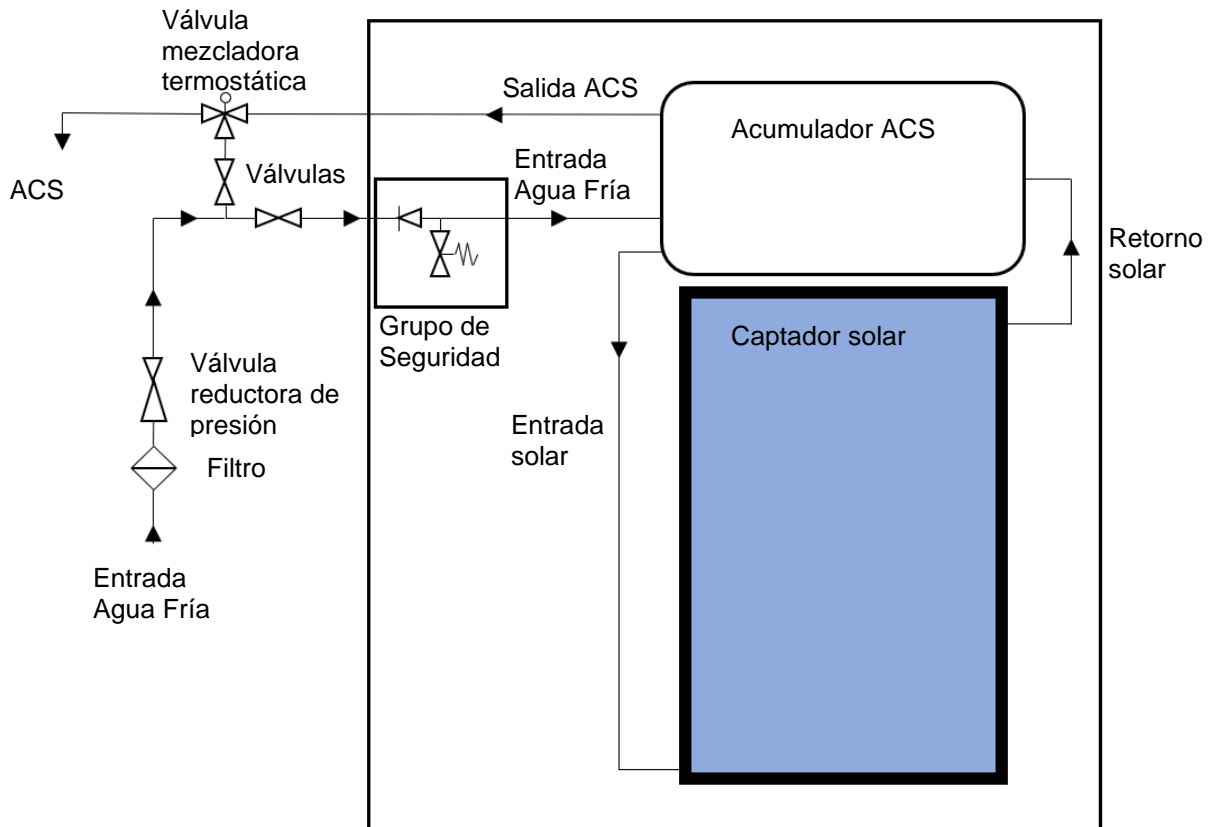 Válvula
mezcladora
termostática
Salida ACS
Acumulador ACS
ACS
Válvulas
Entrada
Agua Fría
Retorno
solar
Grupo de
Seguridad
Captador solar
Válvula
reductora de
presión
Entrada
solar
Filtro
Entrada
Agua Fría